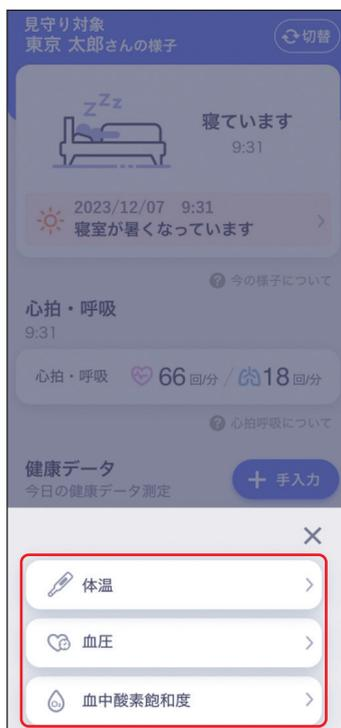 見守り対象
東京 太郎さんの様子
切替
zZzz
寝ています
9:31
2023/12/07 9:31
寝室が暑くなっています
? 今の様子について
心拍・呼吸
9:31
心拍・呼吸 66 回/分 / 18 回/分
? 心拍呼吸について
健康データ
今日の健康データ測定
+ 手入力
×
体温
血圧
O₂ 血中酸素飽和度